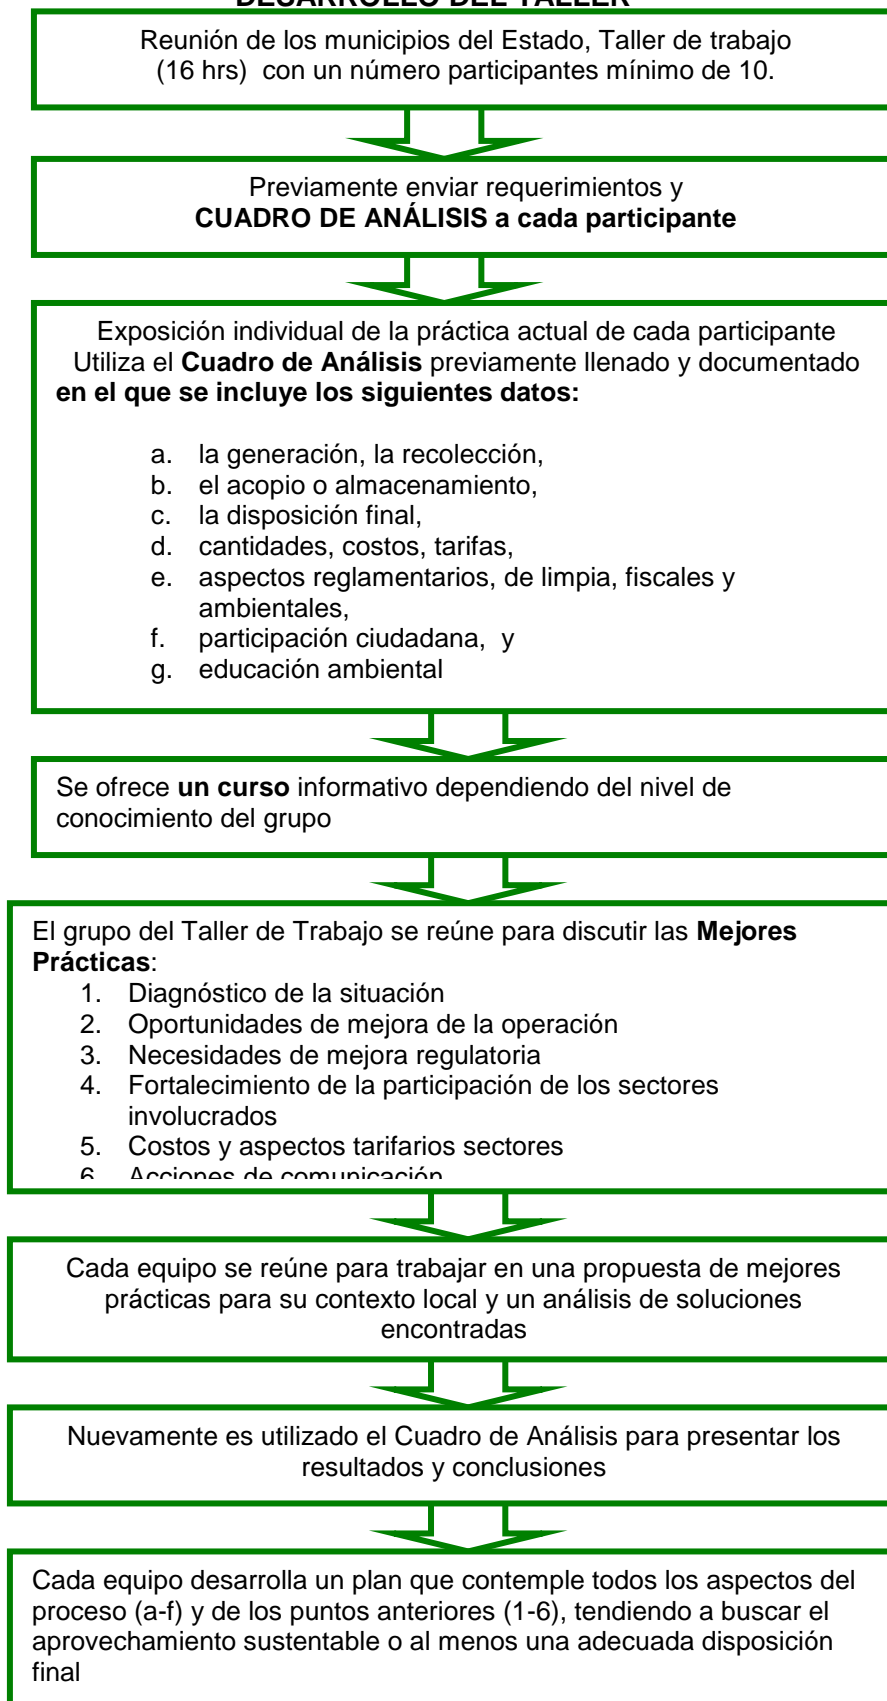 DESARROLLO DEL TALLER
Reunión de los municipios del Estado, Taller de trabajo
(16 hrs) con un número participantes mínimo de 10.
Previamente enviar requerimientos y
CUADRO DE ANÁLISIS a cada participante
Exposición individual de la práctica actual de cada participante
Utiliza el Cuadro de Análisis previamente llenado y documentado
en el que se incluye los siguientes datos:
a. la generación, la recolección,
b. el acopio o almacenamiento,
c. la disposición final,
d. cantidades, costos, tarifas,
e. aspectos reglamentarios, de limpia, fiscales y
ambientales,
f. participación ciudadana, y
g. educación ambiental
Se ofrece un curso informativo dependiendo del nivel de
conocimiento del grupo
El grupo del Taller de Trabajo se reúne para discutir las Mejores
Prácticas:
1. Diagnóstico de la situación
2. Oportunidades de mejora de la operación
3. Necesidades de mejora regulatoria
4. Fortalecimiento de la participación de los sectores
involucrados
5. Costos y aspectos tarifarios sectores
6. Acciones de comunicación
Cada equipo se reúne para trabajar en una propuesta de mejores
prácticas para su contexto local y un análisis de soluciones
encontradas
Nuevamente es utilizado el Cuadro de Análisis para presentar los
resultados y conclusiones
Cada equipo desarrolla un plan que contemple todos los aspectos del
proceso (a-f) y de los puntos anteriores (1-6), tendiendo a buscar el
aprovechamiento sustentable o al menos una adecuada disposición
final